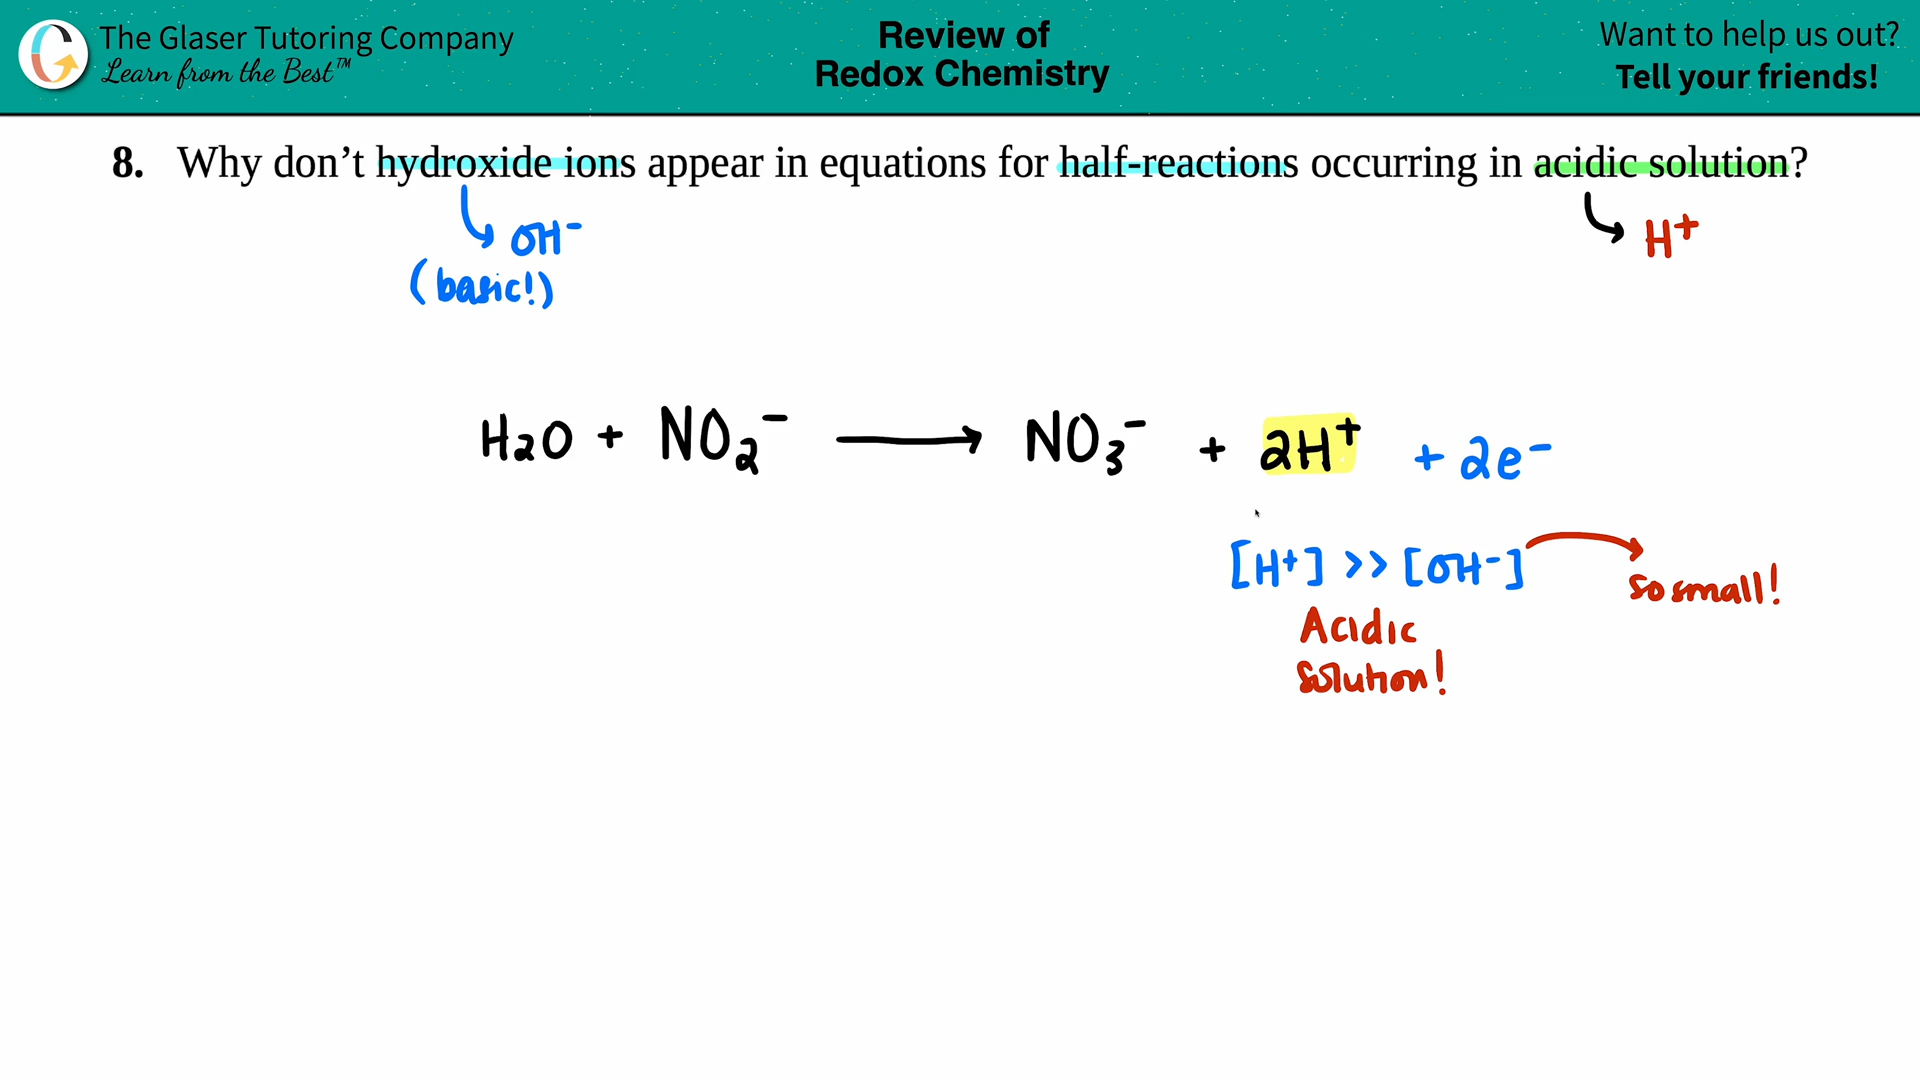 The Glaser Tutoring Company
Learn from the Best™
Review of
Redox Chemistry
Want to help us out?
Tell your friends!
8. Why don’t hydroxide ions appear in equations for half-reactions occurring in acidic solution?
OH⁻
(basic!)
H⁺
H₂O + NO₂⁻ ⟶ NO₃⁻ + 2H⁺ + 2e⁻
[H⁺] >> [OH⁻]
so small!
Acidic
solution!